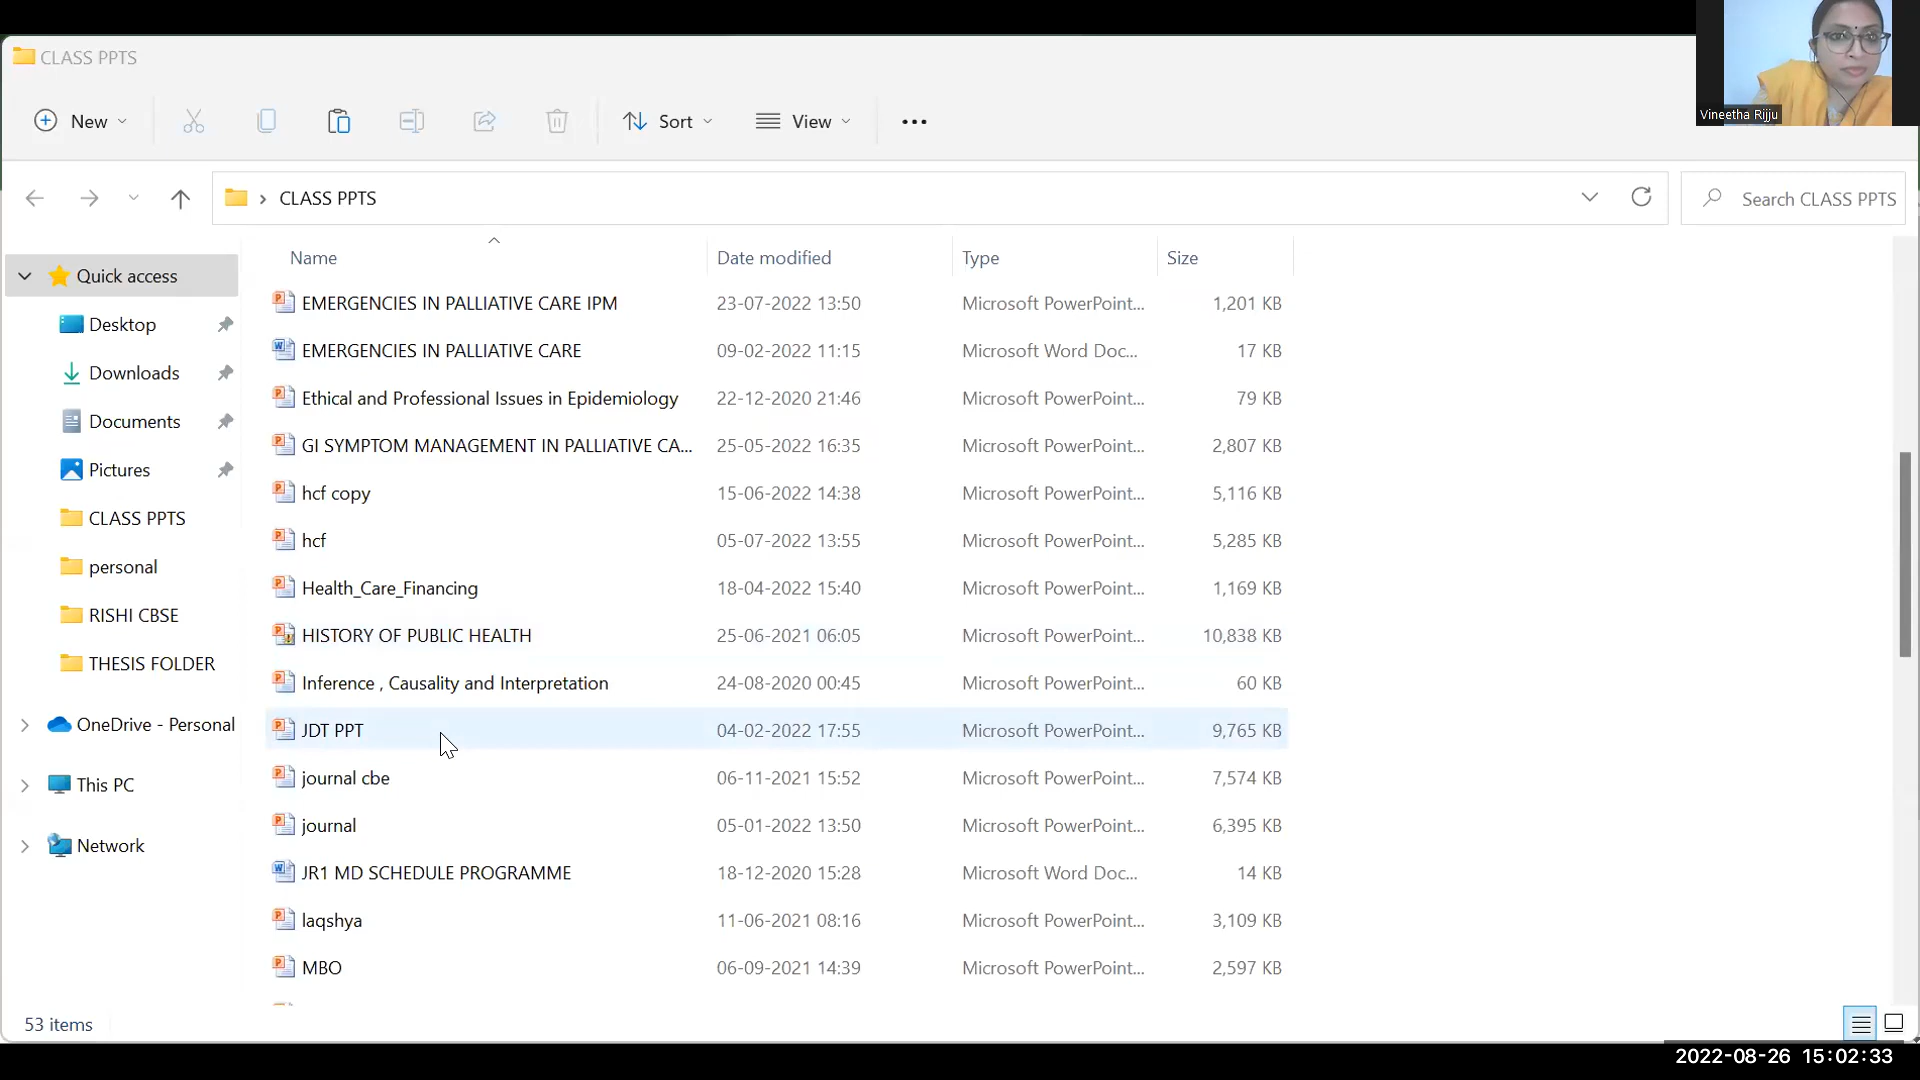 CLASS PPTS
New
Sort
View
Vineetha Rijju
CLASS PPTS
Search CLASS PPTS
Name Date modified Type Size
Quick access
Desktop
Downloads
Documents
Pictures
CLASS PPTS
personal
RISHI CBSE
THESIS FOLDER
OneDrive - Personal
This PC
Network
EMERGENCIES IN PALLIATIVE CARE IPM 23-07-2022 13:50 Microsoft PowerPoint... 1,201 KB
EMERGENCIES IN PALLIATIVE CARE 09-02-2022 11:15 Microsoft Word Doc... 17 KB
Ethical and Professional Issues in Epidemiology 22-12-2020 21:46 Microsoft PowerPoint... 79 KB
GI SYMPTOM MANAGEMENT IN PALLIATIVE CA... 25-05-2022 16:35 Microsoft PowerPoint... 2,807 KB
hcf copy 15-06-2022 14:38 Microsoft PowerPoint... 5,116 KB
hcf 05-07-2022 13:55 Microsoft PowerPoint... 5,285 KB
Health_Care_Financing 18-04-2022 15:40 Microsoft PowerPoint... 1,169 KB
HISTORY OF PUBLIC HEALTH 25-06-2021 06:05 Microsoft PowerPoint... 10,838 KB
Inference , Causality and Interpretation 24-08-2020 00:45 Microsoft PowerPoint... 60 KB
JDT PPT 04-02-2022 17:55 Microsoft PowerPoint... 9,765 KB
journal cbe 06-11-2021 15:52 Microsoft PowerPoint... 7,574 KB
journal 05-01-2022 13:50 Microsoft PowerPoint... 6,395 KB
JR1 MD SCHEDULE PROGRAMME 18-12-2020 15:28 Microsoft Word Doc... 14 KB
laqshya 11-06-2021 08:16 Microsoft PowerPoint... 3,109 KB
MBO 06-09-2021 14:39 Microsoft PowerPoint... 2,597 KB
53 items
2022-08-26 15:02:33